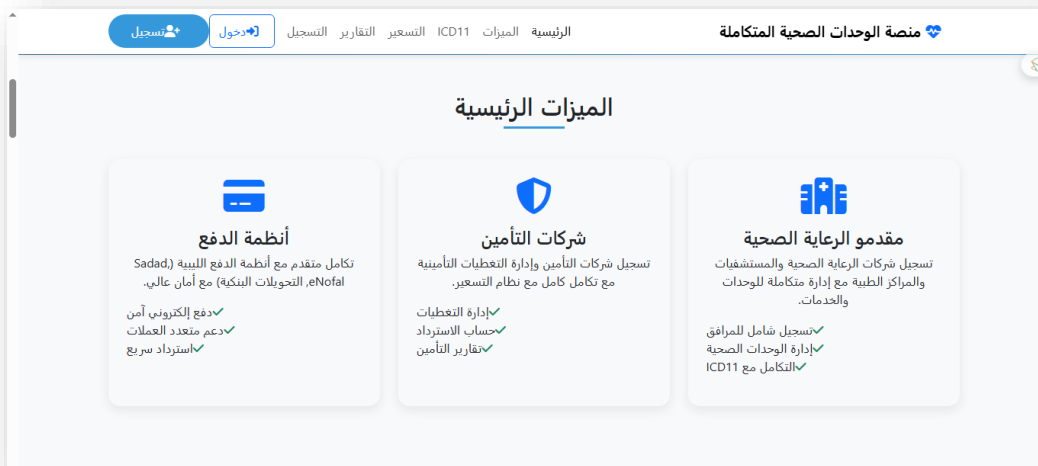 منصة الوحدات الصحية المتكاملة
الرئيسية
الميزات
ICD11
التسعير
التقارير
التسجيل
دخول
تسجيل
الميزات الرئيسية
مقدمو الرعاية الصحية
تسجيل شركات الرعاية الصحية والمستشفيات
والمراكز الطبية مع إدارة متكاملة للوحدات
والخدمات.
تسجيل شامل للمرافق
إدارة الوحدات الصحية
التكامل مع ICD11
شركات التأمين
تسجيل شركات التأمين وإدارة التغطيات التأمينية
مع تكامل كامل مع نظام التسعير.
إدارة التغطيات
حساب الاسترداد
تقارير التأمين
أنظمة الدفع
تكامل متقدم مع أنظمة الدفع الليبية (Sadad,
eNofal, التحويلات البنكية) مع أمان عالي.
دفع إلكتروني آمن
دعم متعدد العملات
استرداد سريع